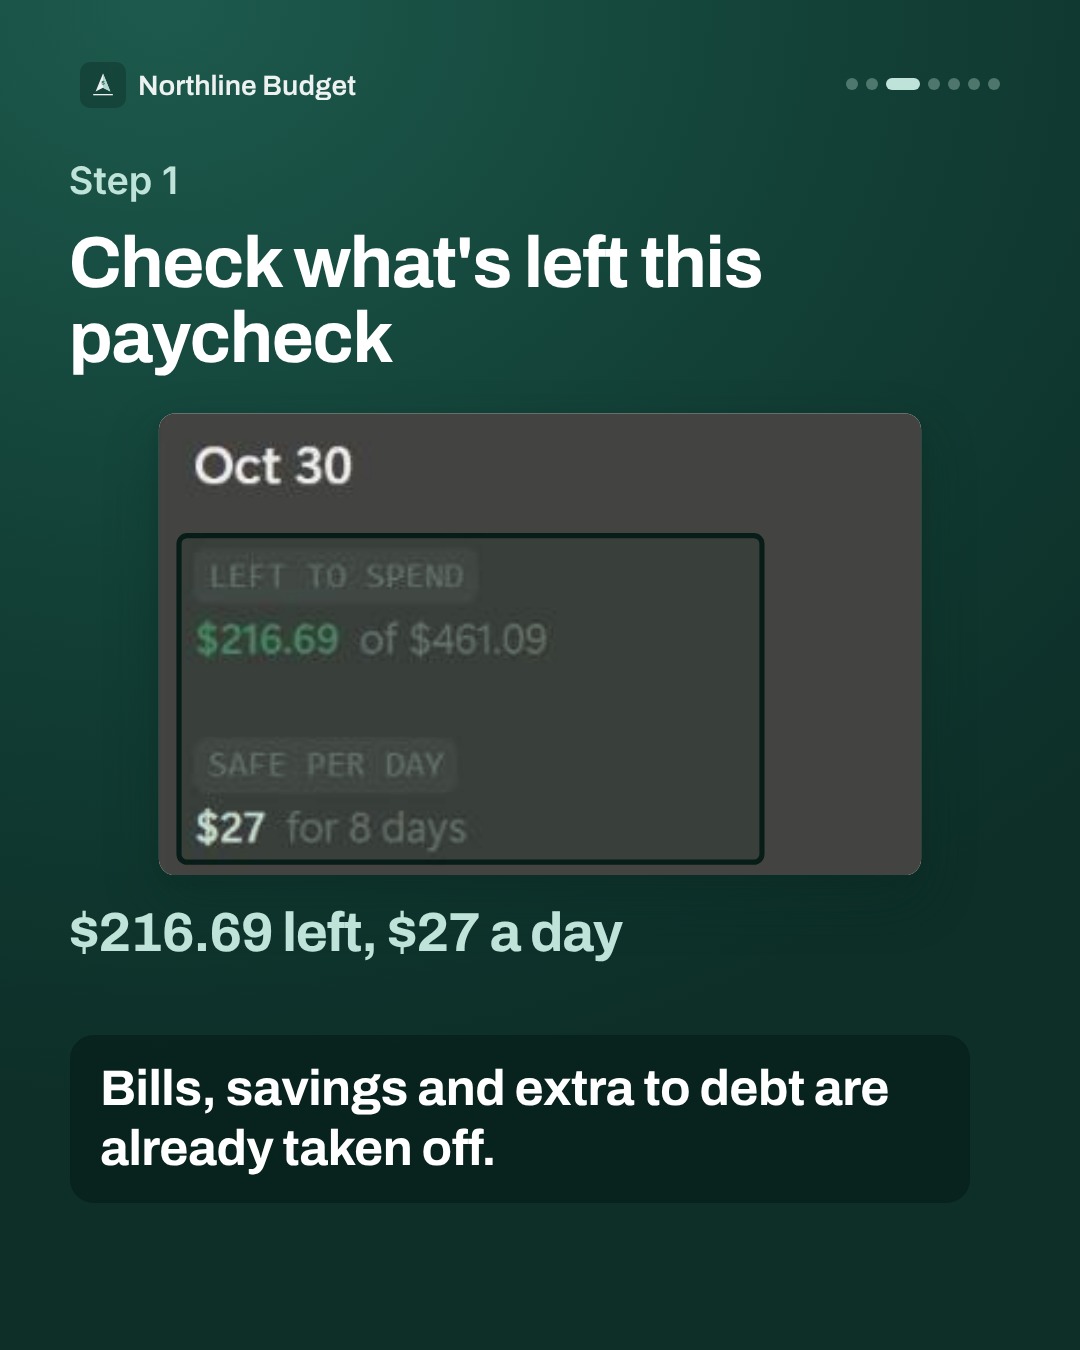 Northline Budget
Step 1
Check what's left this
paycheck
Oct 30
LEFT TO SPEND
$216.69 of $461.09
SAFE PER DAY
$27 for 8 days
$216.69 left, $27 a day
Bills, savings and extra to debt are
already taken off.